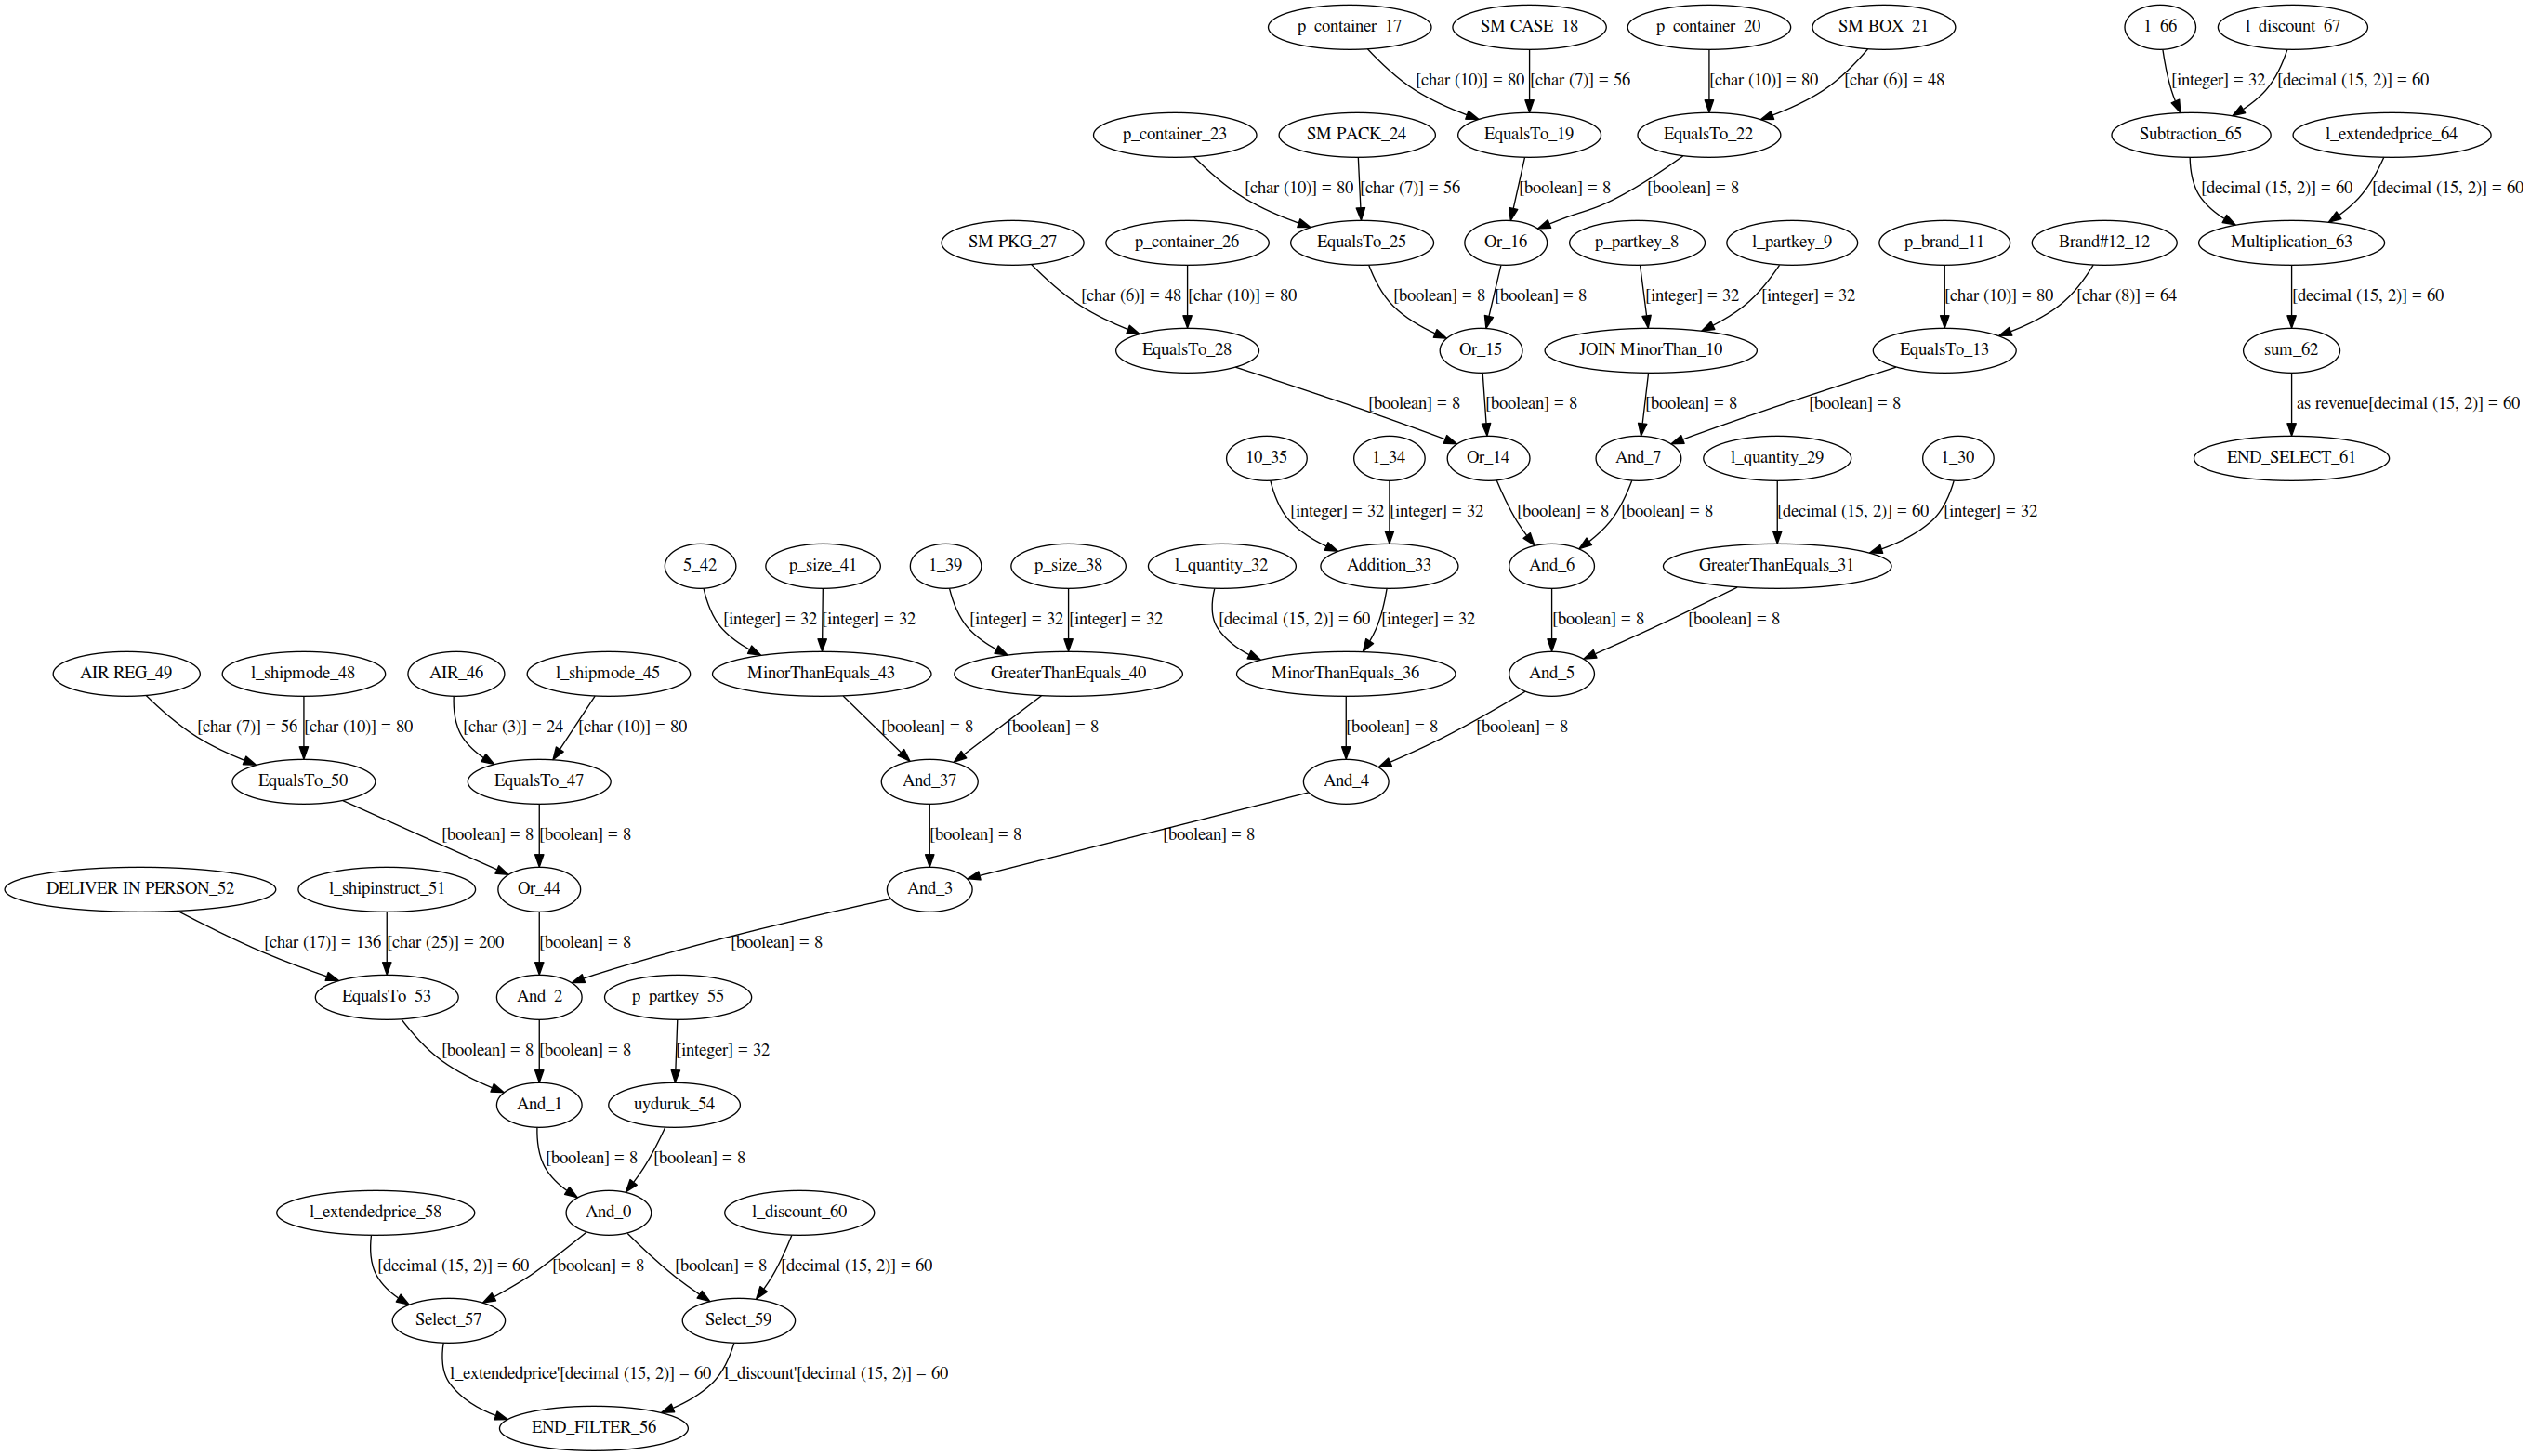 p_container_17 SM CASE_18 p_container_20 SM BOX_21 1_66 l_discount_67
[char (10)] = 80 [char (7)] = 56 [char (10)] = 80 [char (6)] = 48 [integer] = 32 [decimal (15, 2)] = 60
p_container_23 SM PACK_24 EqualsTo_19 EqualsTo_22 Subtraction_65 l_extendedprice_64
[char (10)] = 80 [char (7)] = 56 [boolean] = 8 [boolean] = 8 [decimal (15, 2)] = 60 [decimal (15, 2)] = 60
SM PKG_27 p_container_26 EqualsTo_25 Or_16 p_partkey_8 l_partkey_9 p_brand_11 Brand#12_12 Multiplication_63
[char (6)] = 48 [char (10)] = 80 [boolean] = 8 [boolean] = 8 [integer] = 32 [integer] = 32 [char (10)] = 80 [char (8)] = 64 [decimal (15, 2)] = 60
EqualsTo_28 Or_15 JOIN MinorThan_10 EqualsTo_13 sum_62
[boolean] = 8 [boolean] = 8 [boolean] = 8 [boolean] = 8 as revenue[decimal (15, 2)] = 60
10_35 1_34 Or_14 And_7 l_quantity_29 1_30 END_SELECT_61
[integer] = 32 [integer] = 32 [boolean] = 8 [boolean] = 8 [decimal (15, 2)] = 60 [integer] = 32
5_42 p_size_41 1_39 p_size_38 l_quantity_32 Addition_33 And_6 GreaterThanEquals_31
[integer] = 32 [integer] = 32 [integer] = 32 [integer] = 32 [decimal (15, 2)] = 60 [integer] = 32 [boolean] = 8 [boolean] = 8
AIR REG_49 l_shipmode_48 AIR_46 l_shipmode_45 MinorThanEquals_43 GreaterThanEquals_40 MinorThanEquals_36 And_5
[char (7)] = 56 [char (10)] = 80 [char (3)] = 24 [char (10)] = 80 [boolean] = 8 [boolean] = 8 [boolean] = 8 [boolean] = 8
EqualsTo_50 EqualsTo_47 And_37 And_4
[boolean] = 8 [boolean] = 8 [boolean] = 8 [boolean] = 8
DELIVER IN PERSON_52 l_shipinstruct_51 Or_44 And_3
[char (17)] = 136 [char (25)] = 200 [boolean] = 8 [boolean] = 8
EqualsTo_53 And_2 p_partkey_55
[boolean] = 8 [boolean] = 8 [integer] = 32
And_1 uyduruk_54
[boolean] = 8 [boolean] = 8
l_extendedprice_58 And_0 l_discount_60
[decimal (15, 2)] = 60 [boolean] = 8 [boolean] = 8 [decimal (15, 2)] = 60
Select_57 Select_59
l_extendedprice'[decimal (15, 2)] = 60 l_discount'[decimal (15, 2)] = 60
END_FILTER_56